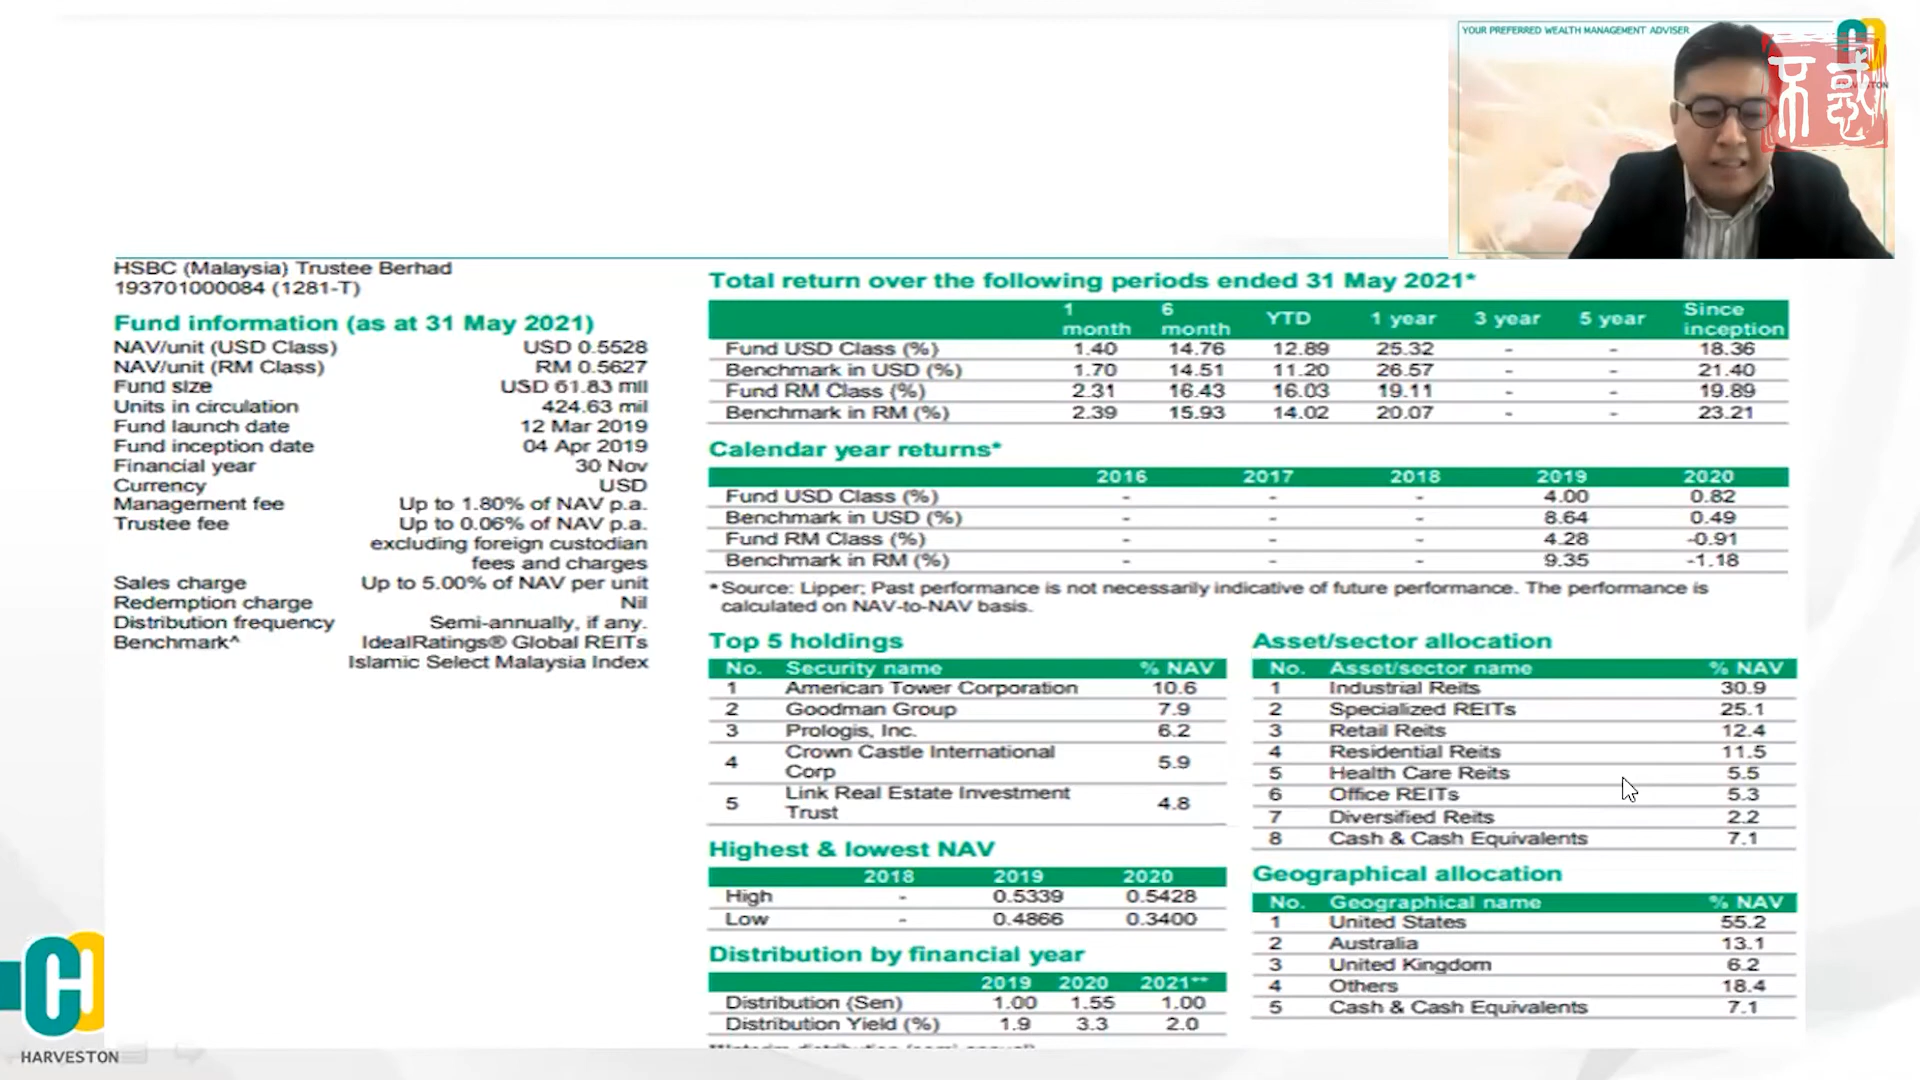 YOUR PREFERRED WEALTH MANAGEMENT ADVISER
不惑
HSBC (Malaysia) Trustee Berhad
193701000084 (1281-T)
Fund information (as at 31 May 2021)
NAV/unit (USD Class) USD 0.5528
NAV/unit (RM Class) RM 0.5627
Fund size USD 61.83 mil
Units in circulation 424.63 mil
Fund launch date 12 Mar 2019
Fund inception date 04 Apr 2019
Financial year 30 Nov
Currency USD
Management fee Up to 1.80% of NAV p.a.
Trustee fee Up to 0.06% of NAV p.a.
excluding foreign custodian
fees and charges
Sales charge Up to 5.00% of NAV per unit
Redemption charge Nil
Distribution frequency Semi-annually, if any.
Benchmark^ IdealRatings® Global REITs
Islamic Select Malaysia Index
Total return over the following periods ended 31 May 2021*
1 month 6 month YTD 1 year 3 year 5 year Since inception
Fund USD Class (%) 1.40 14.76 12.89 25.32 - - 18.36
Benchmark in USD (%) 1.70 14.51 11.20 26.57 - - 21.40
Fund RM Class (%) 2.31 16.43 16.03 19.11 - - 19.89
Benchmark in RM (%) 2.39 15.93 14.02 20.07 - - 23.21
Calendar year returns*
2016 2017 2018 2019 2020
Fund USD Class (%) - - - 4.00 0.82
Benchmark in USD (%) - - - 8.64 0.49
Fund RM Class (%) - - - 4.28 -0.91
Benchmark in RM (%) - - - 9.35 -1.18
* Source: Lipper; Past performance is not necessarily indicative of future performance. The performance is
calculated on NAV-to-NAV basis.
Top 5 holdings
No. Security name % NAV
1 American Tower Corporation 10.6
2 Goodman Group 7.9
3 Prologis, Inc. 6.2
4 Crown Castle International Corp 5.9
5 Link Real Estate Investment Trust 4.8
Highest & lowest NAV
2018 2019 2020
High - 0.5339 0.5428
Low - 0.4866 0.3400
Distribution by financial year
2019 2020 2021**
Distribution (Sen) 1.00 1.55 1.00
Distribution Yield (%) 1.9 3.3 2.0
Asset/sector allocation
No. Asset/sector name % NAV
1 Industrial Reits 30.9
2 Specialized REITs 25.1
3 Retail Reits 12.4
4 Residential Reits 11.5
5 Health Care Reits 5.5
6 Office REITs 5.3
7 Diversified Reits 2.2
8 Cash & Cash Equivalents 7.1
Geographical allocation
No. Geographical name % NAV
1 United States 55.2
2 Australia 13.1
3 United Kingdom 6.2
4 Others 18.4
5 Cash & Cash Equivalents 7.1
HARVESTON